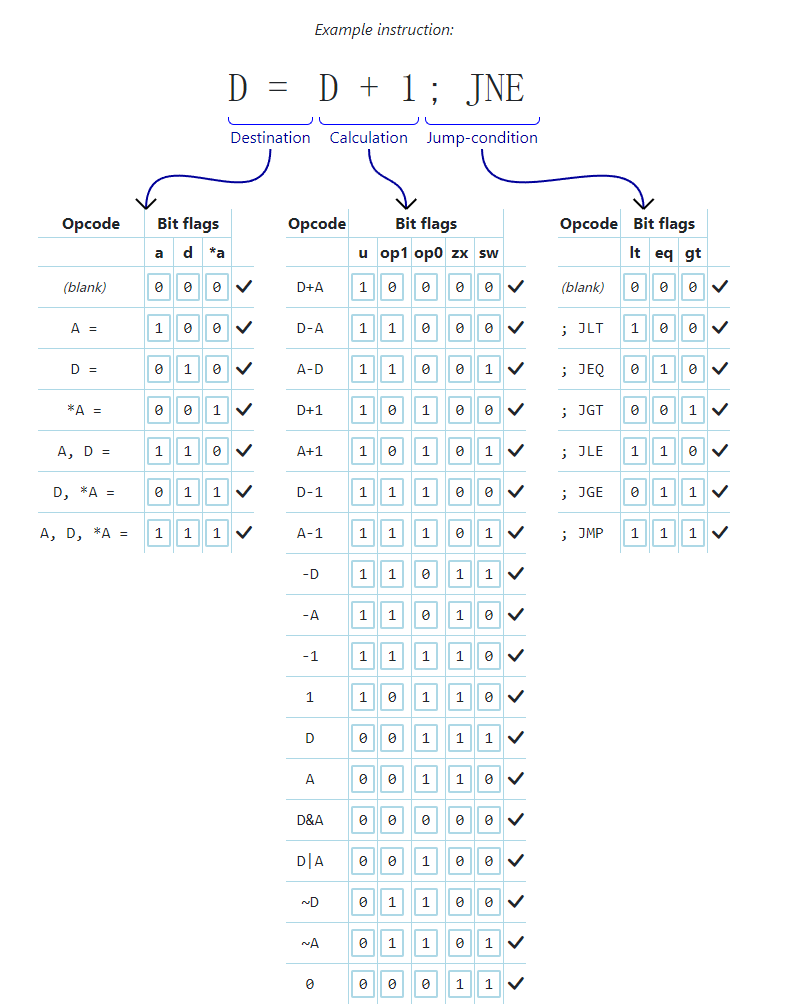 Example instruction:
D = D + 1; JNE
Destination Calculation Jump-condition
Opcode Bit flags
a d *a
(blank) 0 0 0
A = 1 0 0
D = 0 1 0
*A = 0 0 1
A, D = 1 1 0
D, *A = 0 1 1
A, D, *A = 1 1 1
Opcode Bit flags
u op1 op0 zx sw
D+A 1 0 0 0 0
D-A 1 1 0 0 0
A-D 1 1 0 0 1
D+1 1 0 1 0 0
A+1 1 0 1 0 1
D-1 1 1 1 0 0
A-1 1 1 1 0 1
-D 1 1 0 1 1
-A 1 1 0 1 0
-1 1 1 1 1 0
1 1 0 1 1 0
D 0 0 1 1 1
A 0 0 1 1 0
D&A 0 0 0 0 0
D|A 0 0 1 0 0
~D 0 1 1 0 0
~A 0 1 1 0 1
0 0 0 0 1 1
Opcode Bit flags
lt eq gt
(blank) 0 0 0
; JLT 1 0 0
; JEQ 0 1 0
; JGT 0 0 1
; JLE 1 1 0
; JGE 0 1 1
; JMP 1 1 1